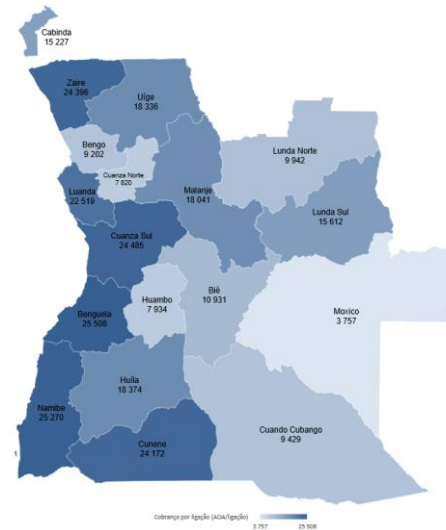 Cabinda
15 227
Zaire
24 396
Uíge
18 336
Bengo
9 202
Cuanza Norte
7 820
Lunda Norte
9 942
Luanda
22 519
Malanje
18 041
Lunda Sul
15 612
Cuanza Sul
24 485
Benguela
25 508
Huambo
7 934
Biè
10 931
Moxico
3 757
Huíla
18 374
Namibe
25 270
Cunene
24 172
Cuando Cubango
9 429
Cobrança por ligação (AOA/ligação)
3 757
25 508